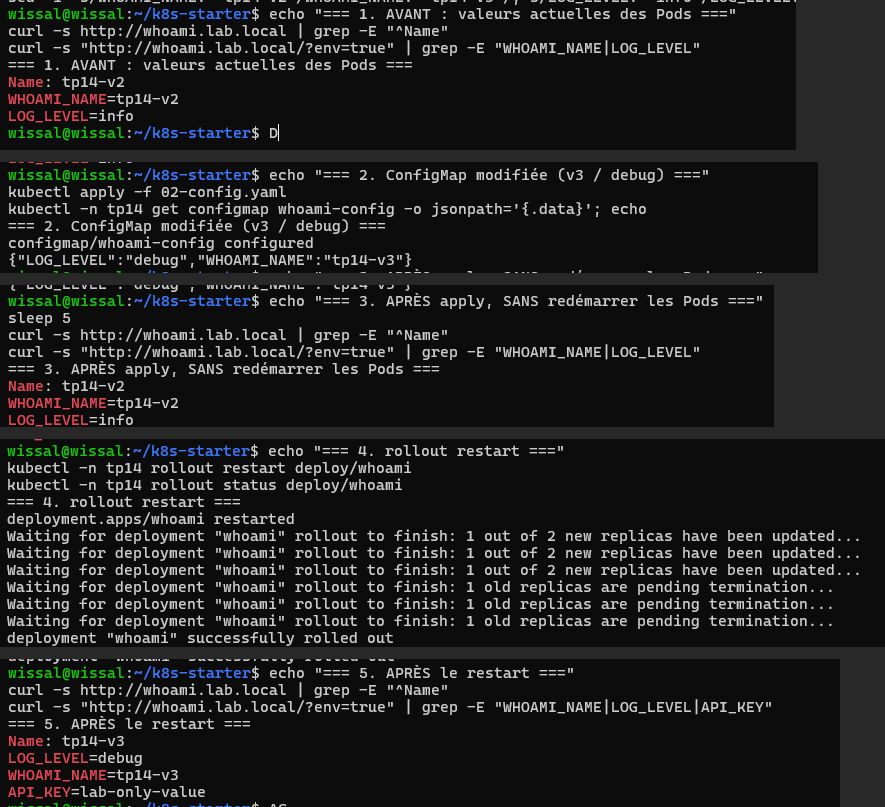 wissal@wissal:~/k8s-starter$ echo "=== 1. AVANT : valeurs actuelles des Pods ==="
curl -s http://whoami.lab.local | grep -E "^Name"
curl -s "http://whoami.lab.local/?env=true" | grep -E "WHOAMI_NAME|LOG_LEVEL"
=== 1. AVANT : valeurs actuelles des Pods ===
Name: tp14-v2
WHOAMI_NAME=tp14-v2
LOG_LEVEL=info
wissal@wissal:~/k8s-starter$ D
wissal@wissal:~/k8s-starter$ echo "=== 2. ConfigMap modifiée (v3 / debug) ==="
kubectl apply -f 02-config.yaml
kubectl -n tp14 get configmap whoami-config -o jsonpath='{.data}'; echo
=== 2. ConfigMap modifiée (v3 / debug) ===
configmap/whoami-config configured
{"LOG_LEVEL":"debug","WHOAMI_NAME":"tp14-v3"}
wissal@wissal:~/k8s-starter$ echo "=== 3. APRÈS apply, SANS redémarrer les Pods ==="
sleep 5
curl -s http://whoami.lab.local | grep -E "^Name"
curl -s "http://whoami.lab.local/?env=true" | grep -E "WHOAMI_NAME|LOG_LEVEL"
=== 3. APRÈS apply, SANS redémarrer les Pods ===
Name: tp14-v2
WHOAMI_NAME=tp14-v2
LOG_LEVEL=info
wissal@wissal:~/k8s-starter$ echo "=== 4. rollout restart ==="
kubectl -n tp14 rollout restart deploy/whoami
kubectl -n tp14 rollout status deploy/whoami
=== 4. rollout restart ===
deployment.apps/whoami restarted
Waiting for deployment "whoami" rollout to finish: 1 out of 2 new replicas have been updated...
Waiting for deployment "whoami" rollout to finish: 1 out of 2 new replicas have been updated...
Waiting for deployment "whoami" rollout to finish: 1 out of 2 new replicas have been updated...
Waiting for deployment "whoami" rollout to finish: 1 old replicas are pending termination...
Waiting for deployment "whoami" rollout to finish: 1 old replicas are pending termination...
Waiting for deployment "whoami" rollout to finish: 1 old replicas are pending termination...
deployment "whoami" successfully rolled out
wissal@wissal:~/k8s-starter$ echo "=== 5. APRÈS le restart ==="
curl -s http://whoami.lab.local | grep -E "^Name"
curl -s "http://whoami.lab.local/?env=true" | grep -E "WHOAMI_NAME|LOG_LEVEL|API_KEY"
=== 5. APRÈS le restart ===
Name: tp14-v3
LOG_LEVEL=debug
WHOAMI_NAME=tp14-v3
API_KEY=lab-only-value